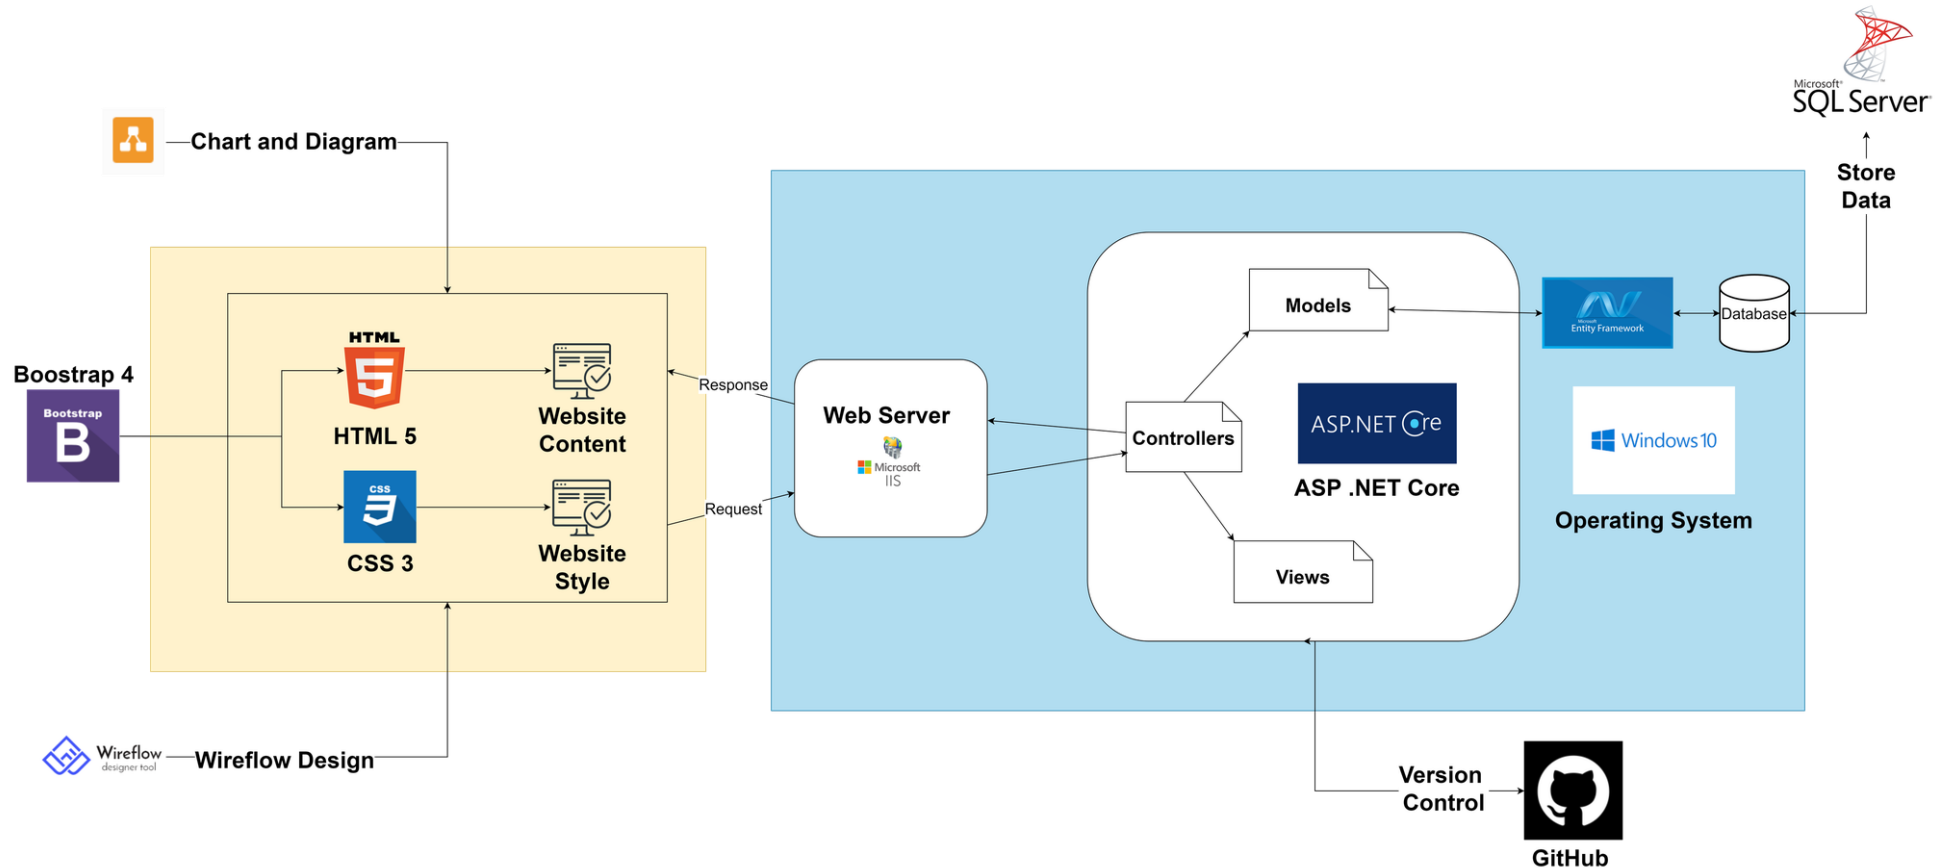 Microsoft®
SQL Server
Chart and Diagram
Store
Data
Models
Microsoft
Entity Framework
Database
HTML
Boostrap 4
Bootstrap
B
HTML 5
Website
Content
Response
Web Server
Microsoft
IIS
Controllers
ASP.NET Core
ASP .NET Core
Windows 10
Operating System
CSS
CSS 3
Website
Style
Request
Views
Wireflow
designer tool
Wireflow Design
Version
Control
GitHub